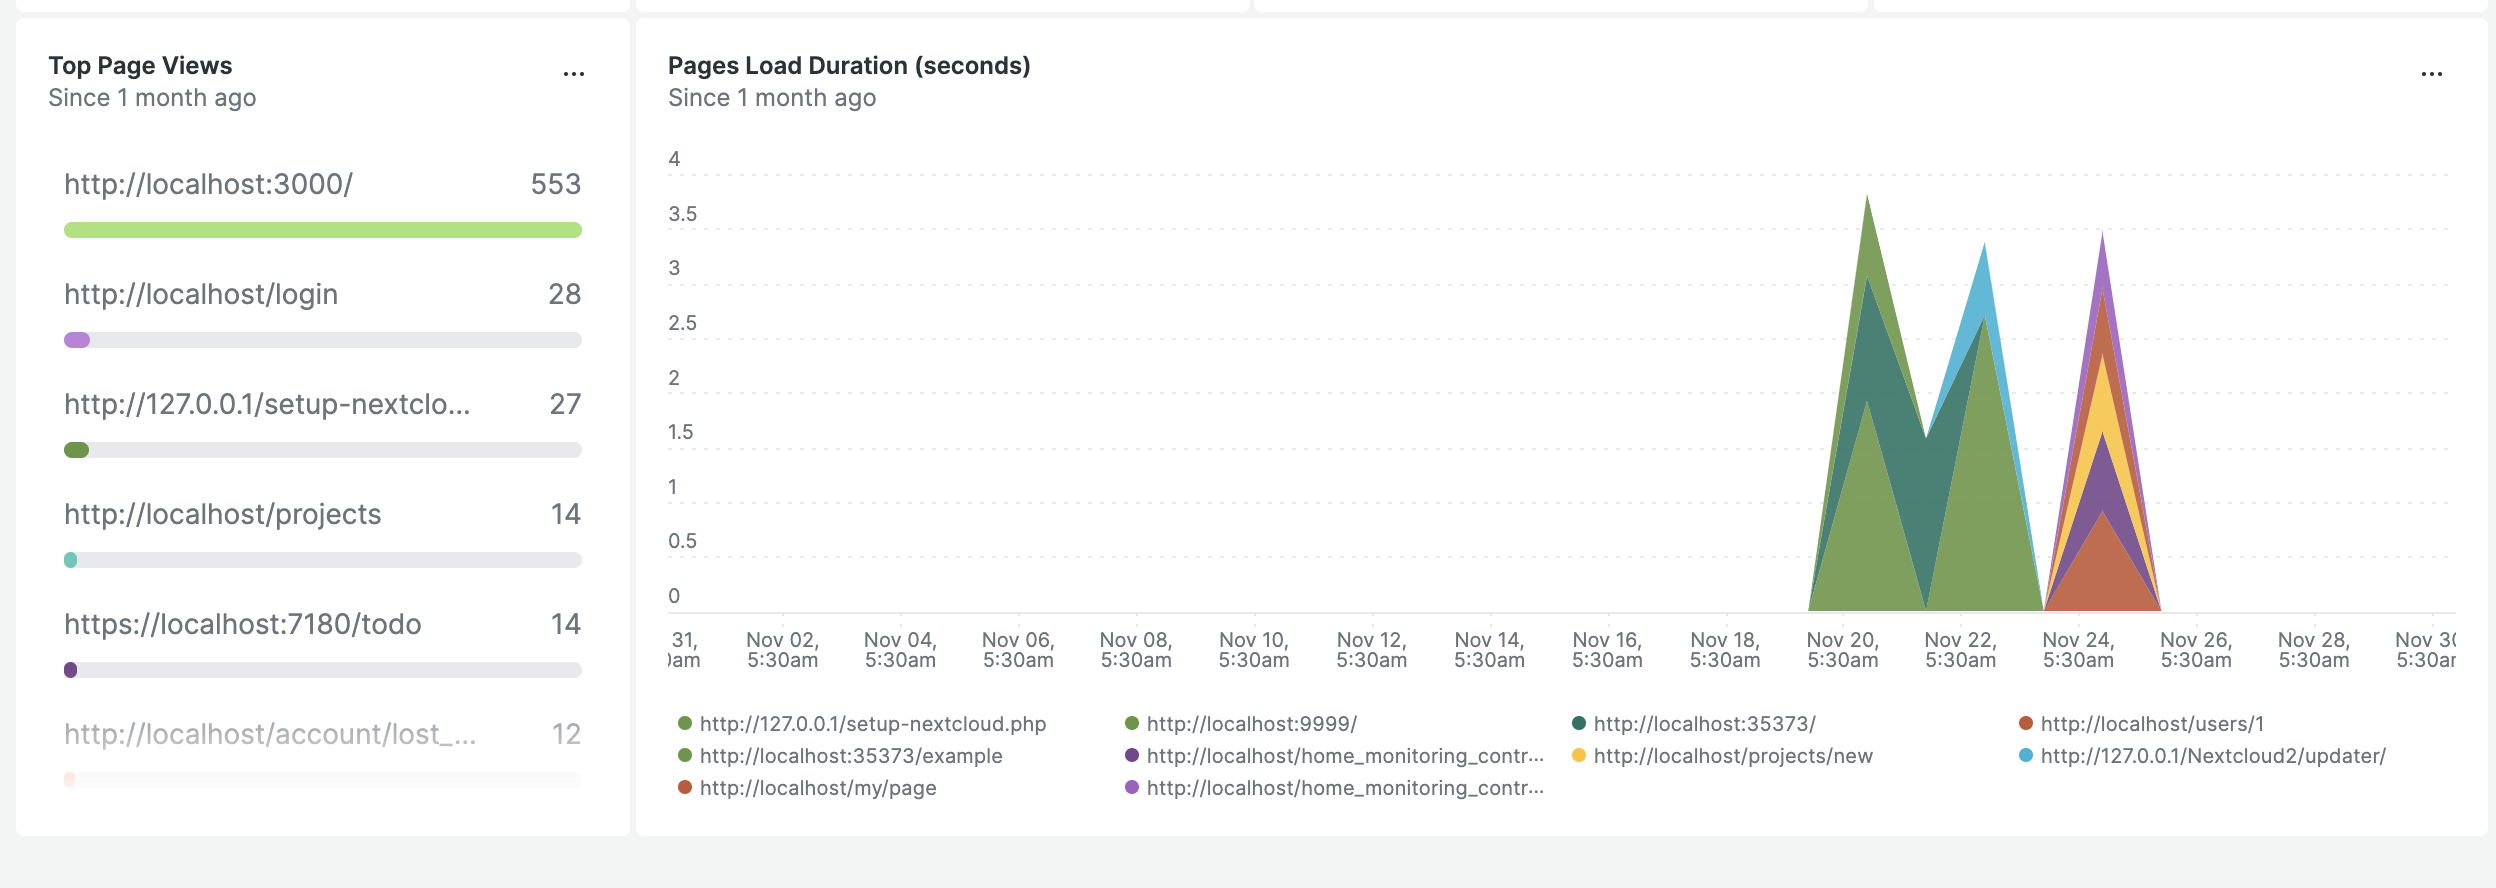 Top Page Views
...
Since 1 month ago
http://localhost:3000/ 553
http://localhost/login 28
http://127.0.0.1/setup-nextclo... 27
http://localhost/projects 14
https://localhost:7180/todo 14
http://localhost/account/lost_... 12
Pages Load Duration (seconds)
...
Since 1 month ago
4
3.5
3
2.5
2
1.5
1
0.5
0
31,
0am
Nov 02,
5:30am
Nov 04,
5:30am
Nov 06,
5:30am
Nov 08,
5:30am
Nov 10,
5:30am
Nov 12,
5:30am
Nov 14,
5:30am
Nov 16,
5:30am
Nov 18,
5:30am
Nov 20,
5:30am
Nov 22,
5:30am
Nov 24,
5:30am
Nov 26,
5:30am
Nov 28,
5:30am
Nov 30
5:30ar
http://127.0.0.1/setup-nextcloud.php
http://localhost:9999/
http://localhost:35373/
http://localhost/users/1
http://localhost:35373/example
http://localhost/home_monitoring_contr...
http://localhost/projects/new
http://127.0.0.1/Nextcloud2/updater/
http://localhost/my/page
http://localhost/home_monitoring_contr...